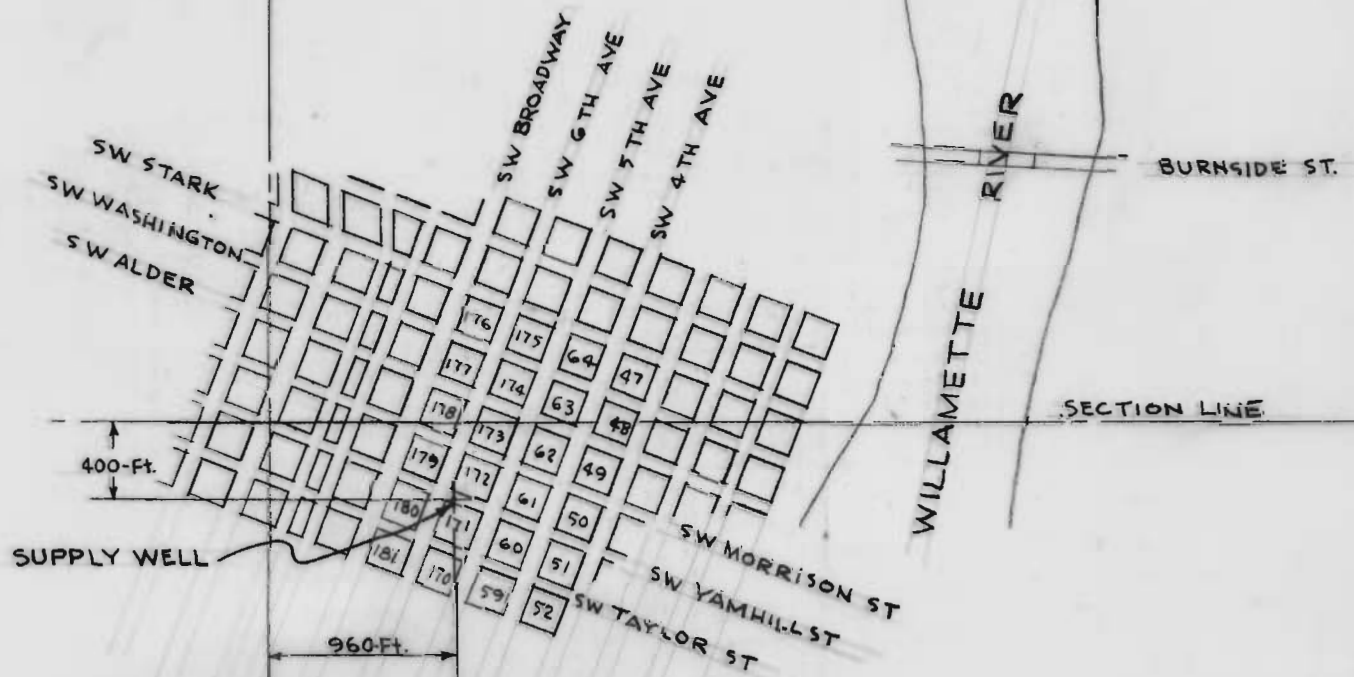 SW BROADWAY
SW 6TH AVE
SW 5TH AVE
SW 4TH AVE
SW STARK
SW WASHINGTON
SW ALDER
WILLAMETTE RIVER
BURNSIDE ST.
176
175
64
47
177
174
63
48
178
173
62
49
179
172
61
50
180
171
60
51
181
170
59
52
SECTION LINE
400-Ft.
SUPPLY WELL
960-Ft.
SW MORRISON ST
SW YAMHILL ST
SW TAYLOR ST